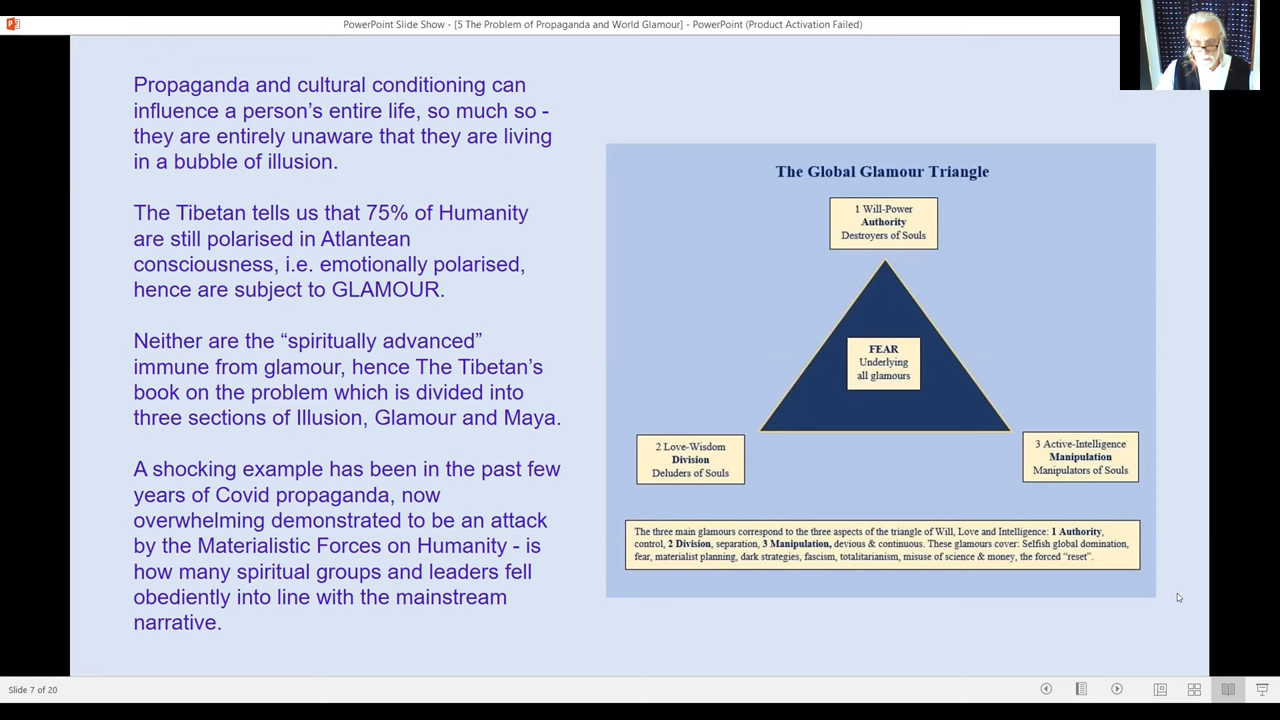 PowerPoint Slide Show - [5 The Problem of Propaganda and World Glamour] - PowerPoint (Product Activation Failed)
Propaganda and cultural conditioning can
influence a person's entire life, so much so -
they are entirely unaware that they are living
in a bubble of illusion.
The Tibetan tells us that 75% of Humanity
are still polarised in Atlantean
consciousness, i.e. emotionally polarised,
hence are subject to GLAMOUR.
Neither are the “spiritually advanced”
immune from glamour, hence The Tibetan's
book on the problem which is divided into
three sections of Illusion, Glamour and Maya.
A shocking example has been in the past few
years of Covid propaganda, now
overwhelming demonstrated to be an attack
by the Materialistic Forces on Humanity - is
how many spiritual groups and leaders fell
obediently into line with the mainstream
narrative.
The Global Glamour Triangle
1 Will-Power
Authority
Destroyers of Souls
FEAR
Underlying
all glamours
2 Love-Wisdom
Division
Deluders of Souls
3 Active-Intelligence
Manipulation
Manipulators of Souls
The three main glamours correspond to the three aspects of the triangle of Will, Love and Intelligence: 1 Authority,
control, 2 Division, separation, 3 Manipulation, devious & continuous. These glamours cover: Selfish global domination,
fear, materialist planning, dark strategies, fascism, totalitarianism, misuse of science & money, the forced “reset”.
Slide 7 of 20